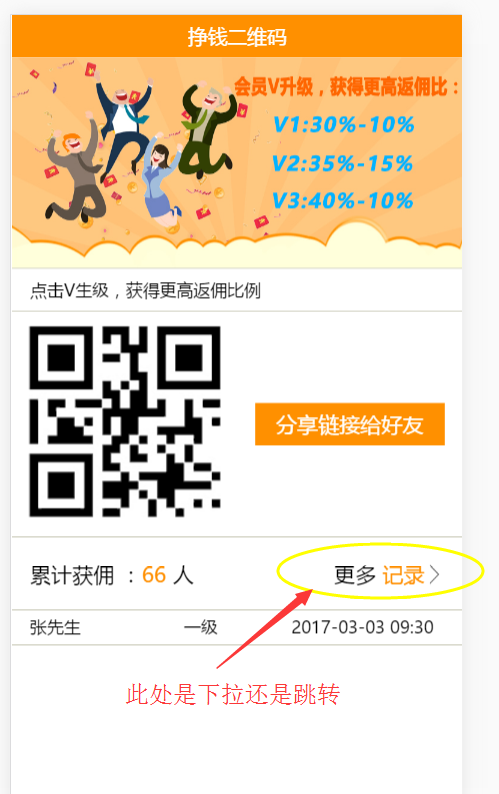 挣钱二维码
会员V升级，获得更高返佣比：
V1:30%-10%
V2:35%-15%
V3:40%-10%
点击V生级，获得更高返佣比例
分享链接给好友
累计获佣 ：66 人
更多 记录
张先生 一级 2017-03-03 09:30
此处是下拉还是跳转